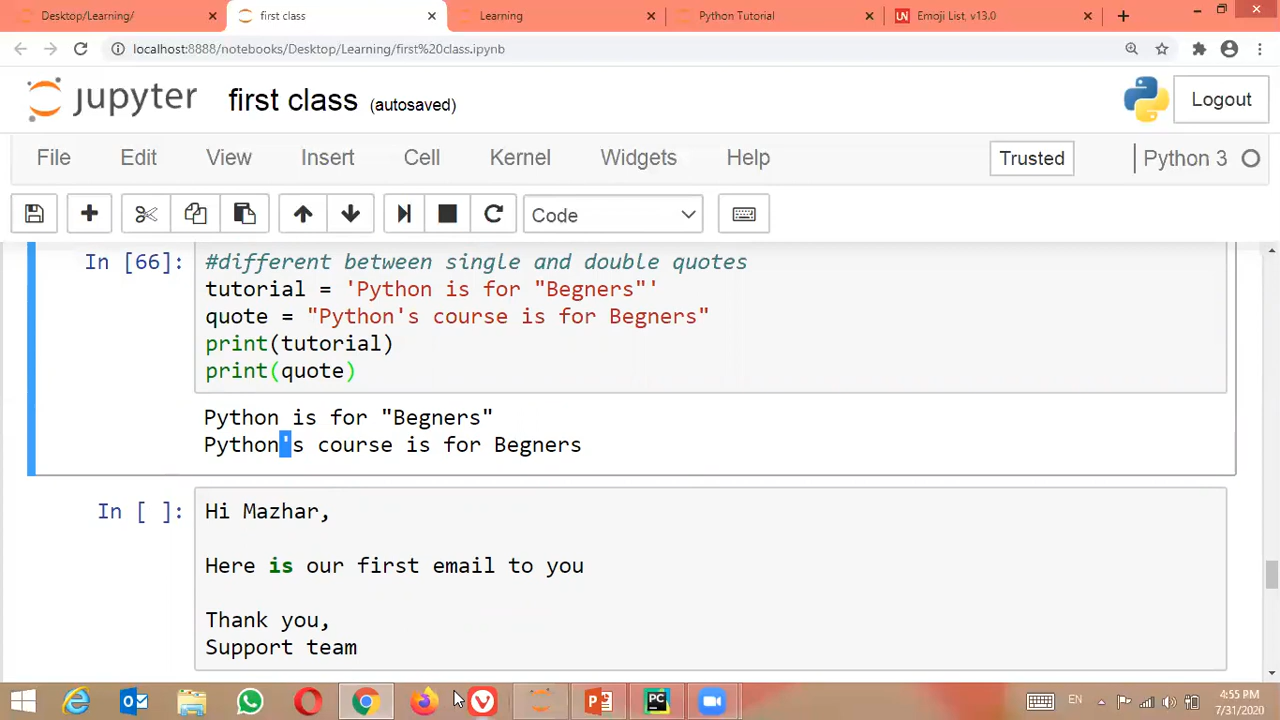 Desktop/Learning/
first class
Learning
Python Tutorial
UN Emoji List, v13.0
localhost:8888/notebooks/Desktop/Learning/first%20class.ipynb
jupyter first class (autosaved) Logout
File Edit View Insert Cell Kernel Widgets Help Trusted Python 3
Code
In [66]: #different between single and double quotes
tutorial = 'Python is for "Begners"'
quote = "Python's course is for Begners"
print(tutorial)
print(quote)
Python is for "Begners"
Python's course is for Begners
In [ ]: Hi Mazhar,
Here is our first email to you
Thank you,
Support team
PC
EN
4:55 PM
7/31/2020